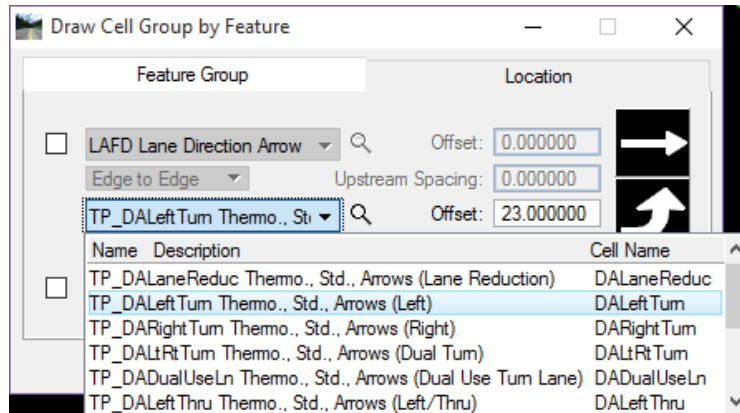 Draw Cell Group by Feature
Feature Group Location
LAFD Lane Direction Arrow Offset: 0.000000
Edge to Edge Upstream Spacing: 0.000000
TP_DALeftTurn Thermo., St Offset: 23.000000
Name Description Cell Name
TP_DALaneReduc Thermo., Std., Arrows (Lane Reduction) DALaneReduc
TP_DALeftTurn Thermo., Std., Arrows (Left) DALeftTurn
TP_DARightTurn Thermo., Std., Arrows (Right) DARightTurn
TP_DALtRtTurn Thermo., Std., Arrows (Dual Turn) DALtRtTurn
TP_DADualUseLn Thermo., Std., Arrows (Dual Use Turn Lane) DADualUseLn
TP_DALeftThru Thermo., Std., Arrows (Left/Thru) DALeftThru